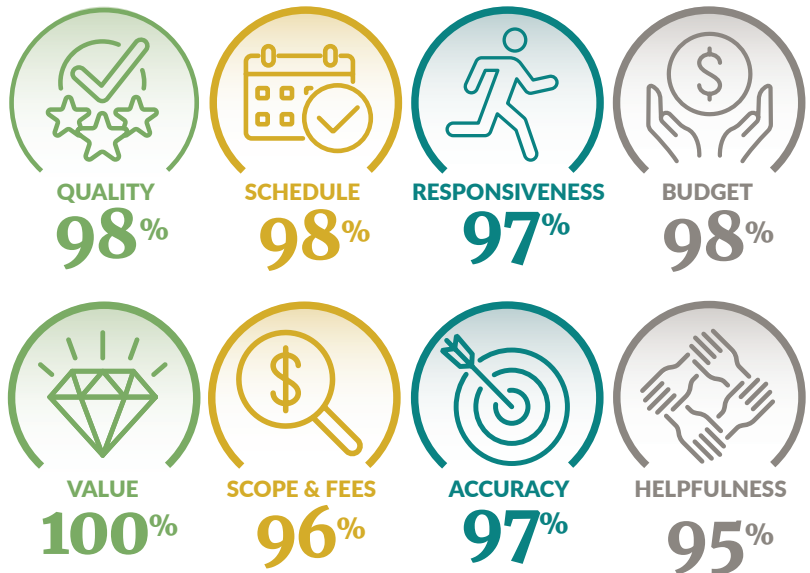 $
QUALITY SCHEDULE RESPONSIVENESS BUDGET
98% 98% 97% 98%
$
VALUE SCOPE & FEES ACCURACY HELPFULNESS
100% 96% 97% 95%